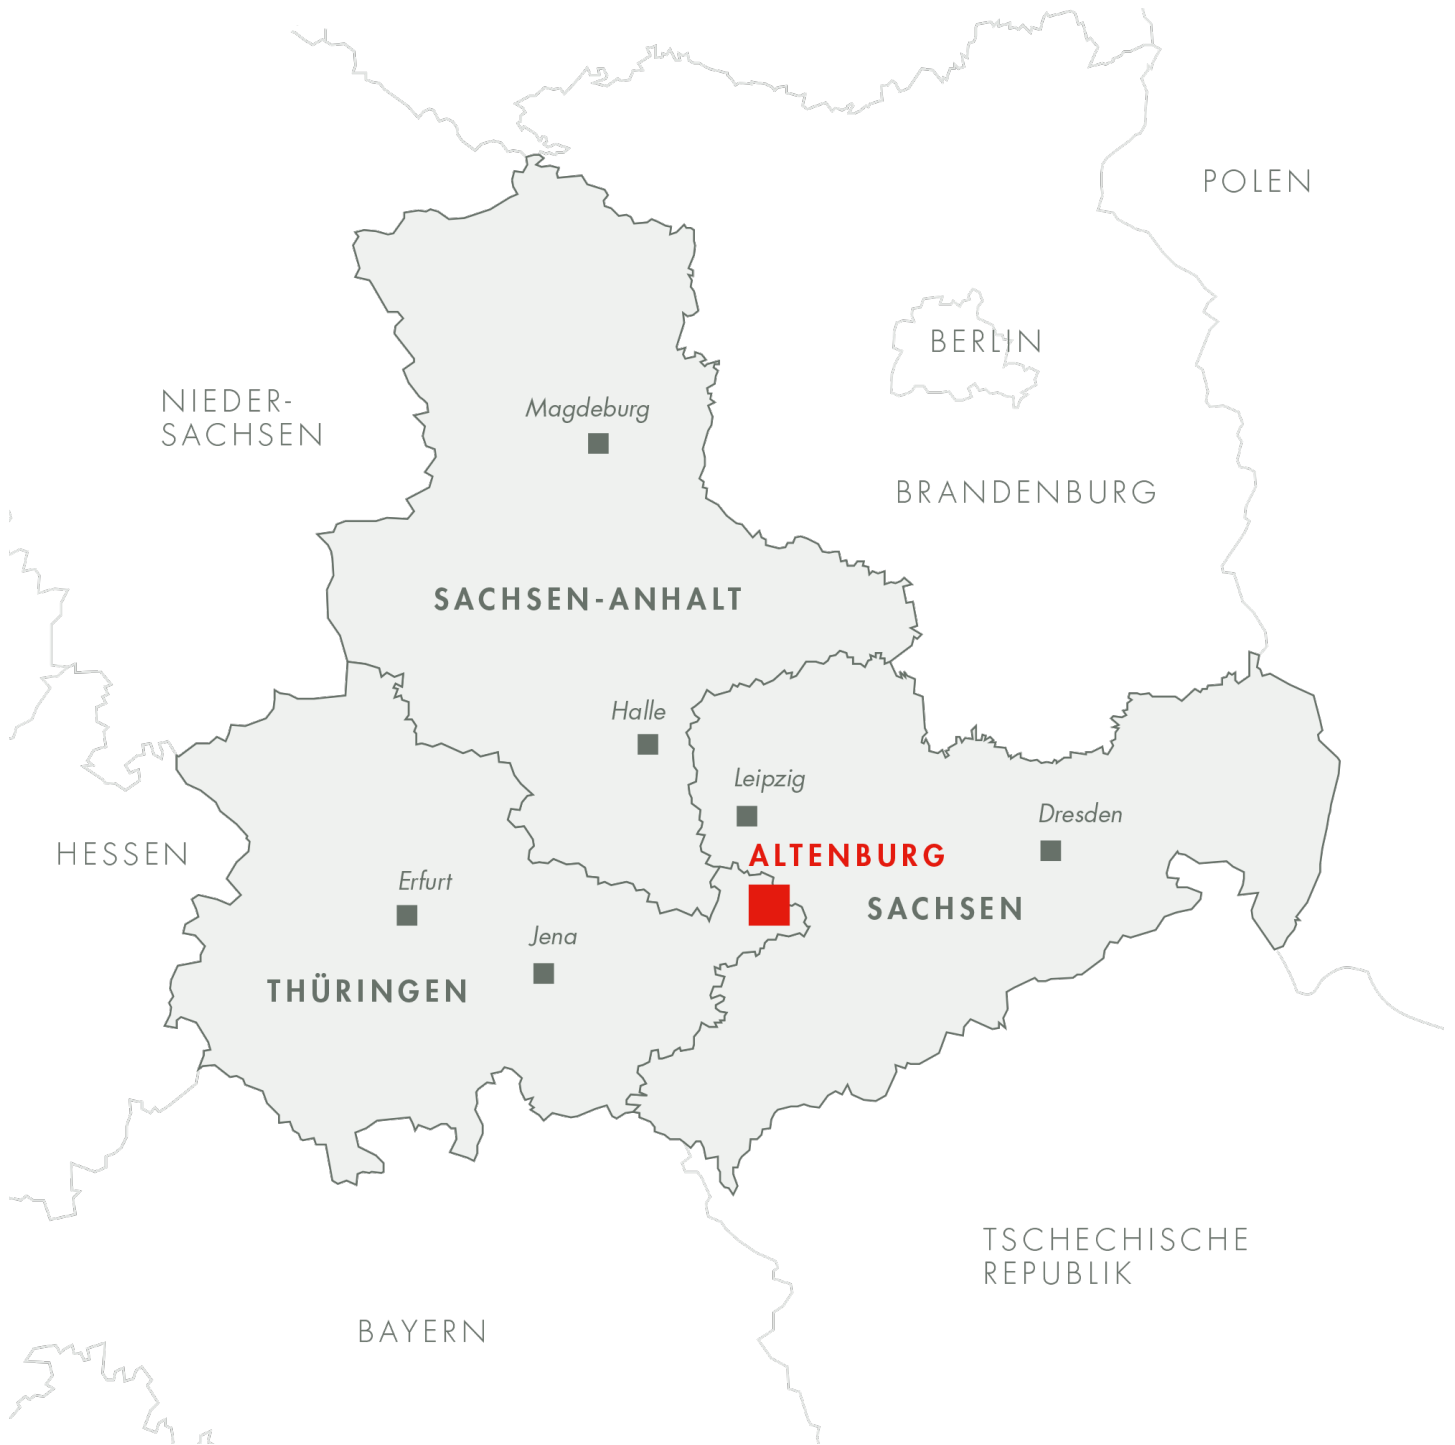 POLEN
BERLIN
NIEDER-
SACHSEN
Magdeburg
BRANDENBURG
SACHSEN-ANHALT
Halle
Leipzig
Dresden
ALTENBURG
HESSEN
Erfurt
SACHSEN
Jena
THÜRINGEN
TSCHECHISCHE
REPUBLIK
BAYERN